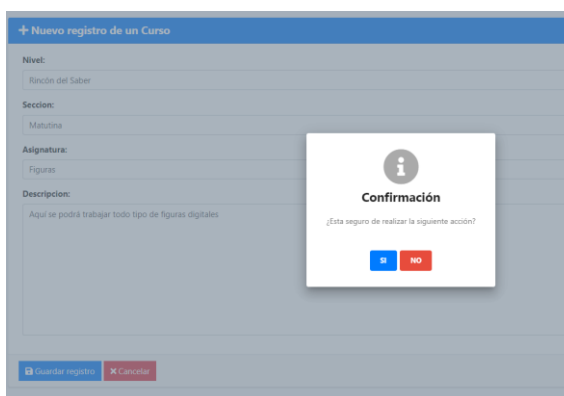 Nuevo registro de un Curso
Nivel:
Rincón del Saber
Seccion:
Matutina
Asignatura:
Figuras
Descripcion:
Aquí se podrá trabajar todo tipo de figuras digitales
Confirmación
¿Esta seguro de realizar la siguiente acción?
SI NO
Guardar registro Cancelar